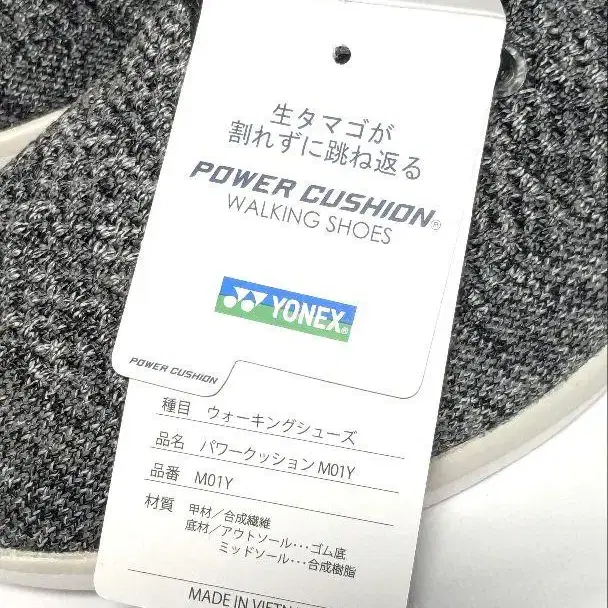 生タマゴが
割れずに跳ね返る
POWER CUSHION®
WALKING SHOES
YONEX®
POWER CUSHION
種目 ウォーキングシューズ
品名 パワークッション M01Y
品番 M01Y
材質 甲材／合成繊維
底材／アウトソール･･･ゴム底
ミッドソール･･･合成樹脂
MADE IN